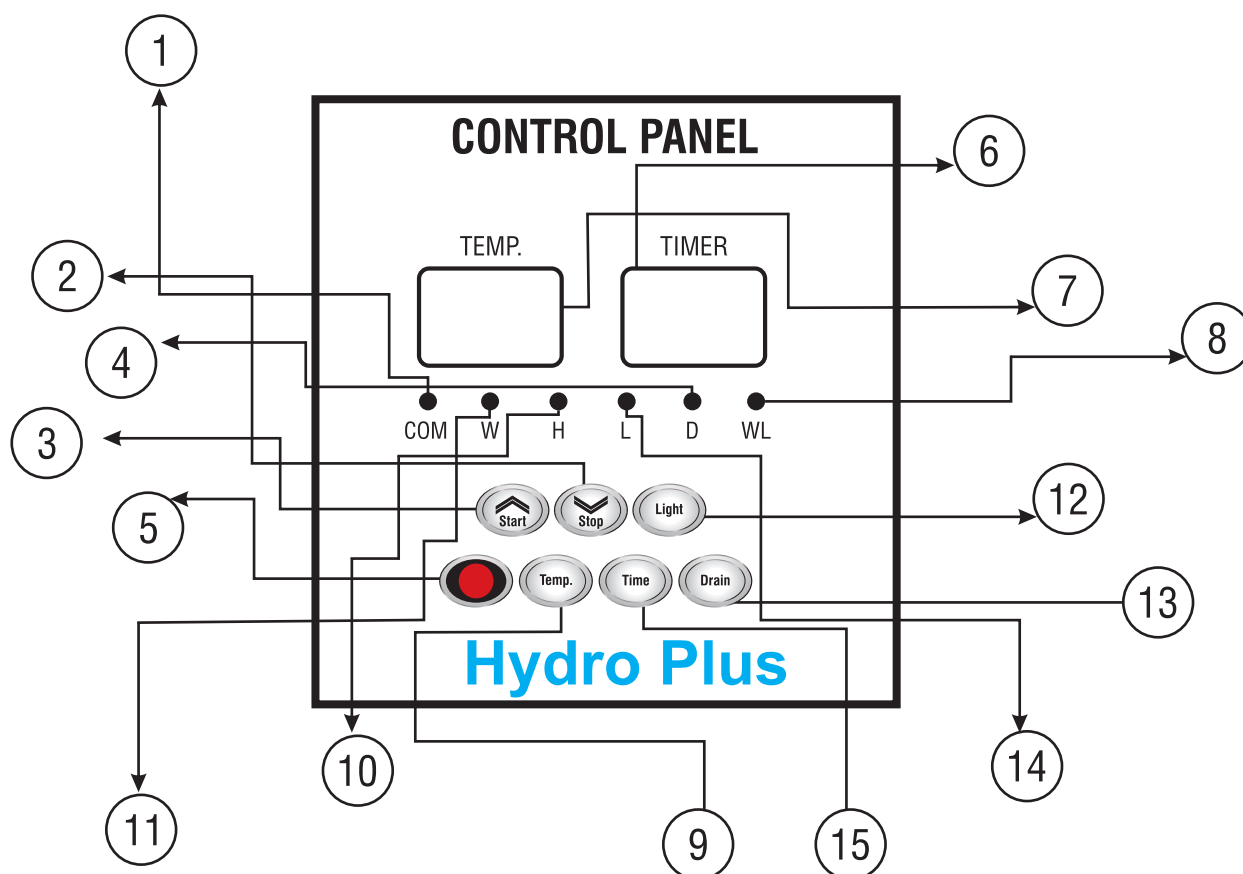 1
CONTROL PANEL
6
2
TEMP. TIMER
7
8
4
COM W H L D WL
3
Start Stop Light
12
5
Temp. Time Drain
13
Hydro Plus
10
14
11
9
15